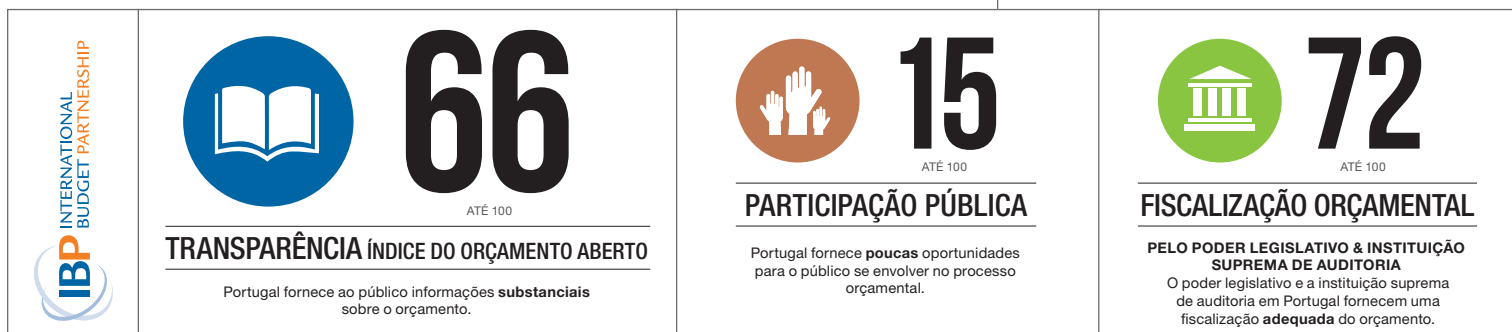 IBP INTERNATIONAL
BUDGET PARTNERSHIP
66
ATÉ 100
TRANSPARÊNCIA ÍNDICE DO ORÇAMENTO ABERTO
Portugal fornece ao público informações substanciais
sobre o orçamento.
15
ATÉ 100
PARTICIPAÇÃO PÚBLICA
Portugal fornece poucas oportunidades
para o público se envolver no processo
orçamental.
72
ATÉ 100
FISCALIZAÇÃO ORÇAMENTAL
PELO PODER LEGISLATIVO & INSTITUIÇÃO
SUPREMA DE AUDITORIA
O poder legislativo e a instituição suprema
de auditoria em Portugal fornecem uma
fiscalização adequada do orçamento.